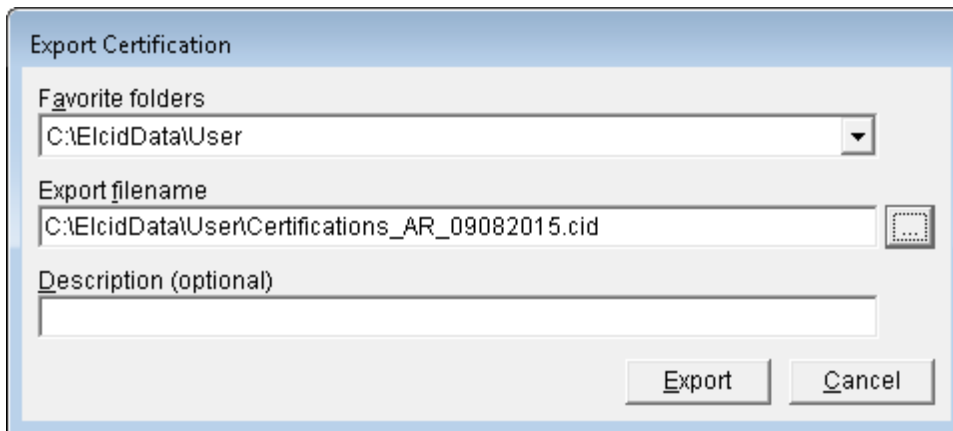 Export Certification
Favorite folders
C:\ElcidData\User
Export filename
C:\ElcidData\User\Certifications_AR_09082015.cid
...
Description (optional)
Export
Cancel